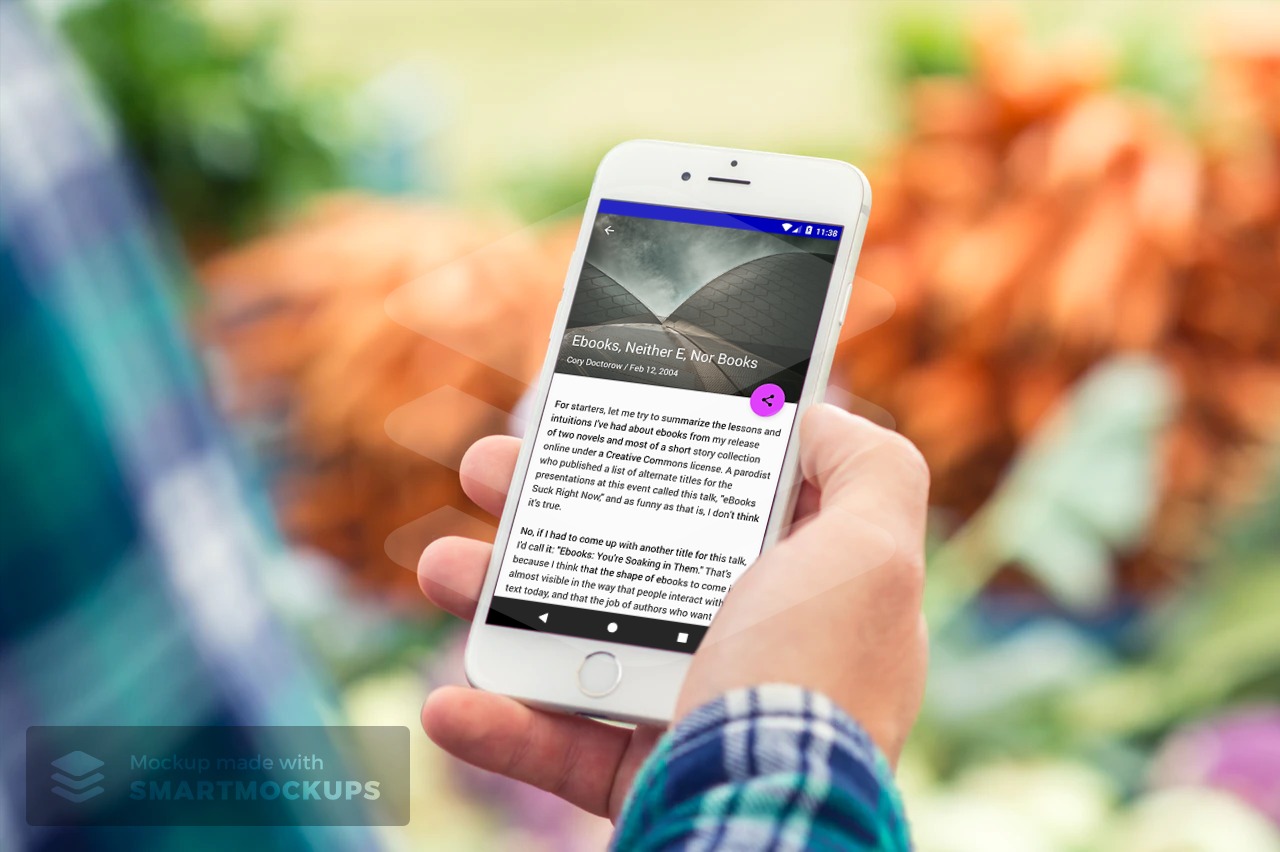 11:38
Ebooks, Neither E, Nor Books
Cory Doctorow / Feb 12, 2004
For starters, let me try to summarize the lessons and
intuitions I've had about ebooks from my release
of two novels and most of a short story collection
online under a Creative Commons license. A parodist
who published a list of alternate titles for the
presentations at this event called this talk, "eBooks
Suck Right Now," and as funny as that is, I don't think
it's true.
No, if I had to come up with another title for this talk,
I'd call it: "Ebooks: You're Soaking in Them." That's
because I think that the shape of ebooks to come
almost visible in the way that people interact with
text today, and that the job of authors who want
Mockup made with
SMARTMOCKUPS